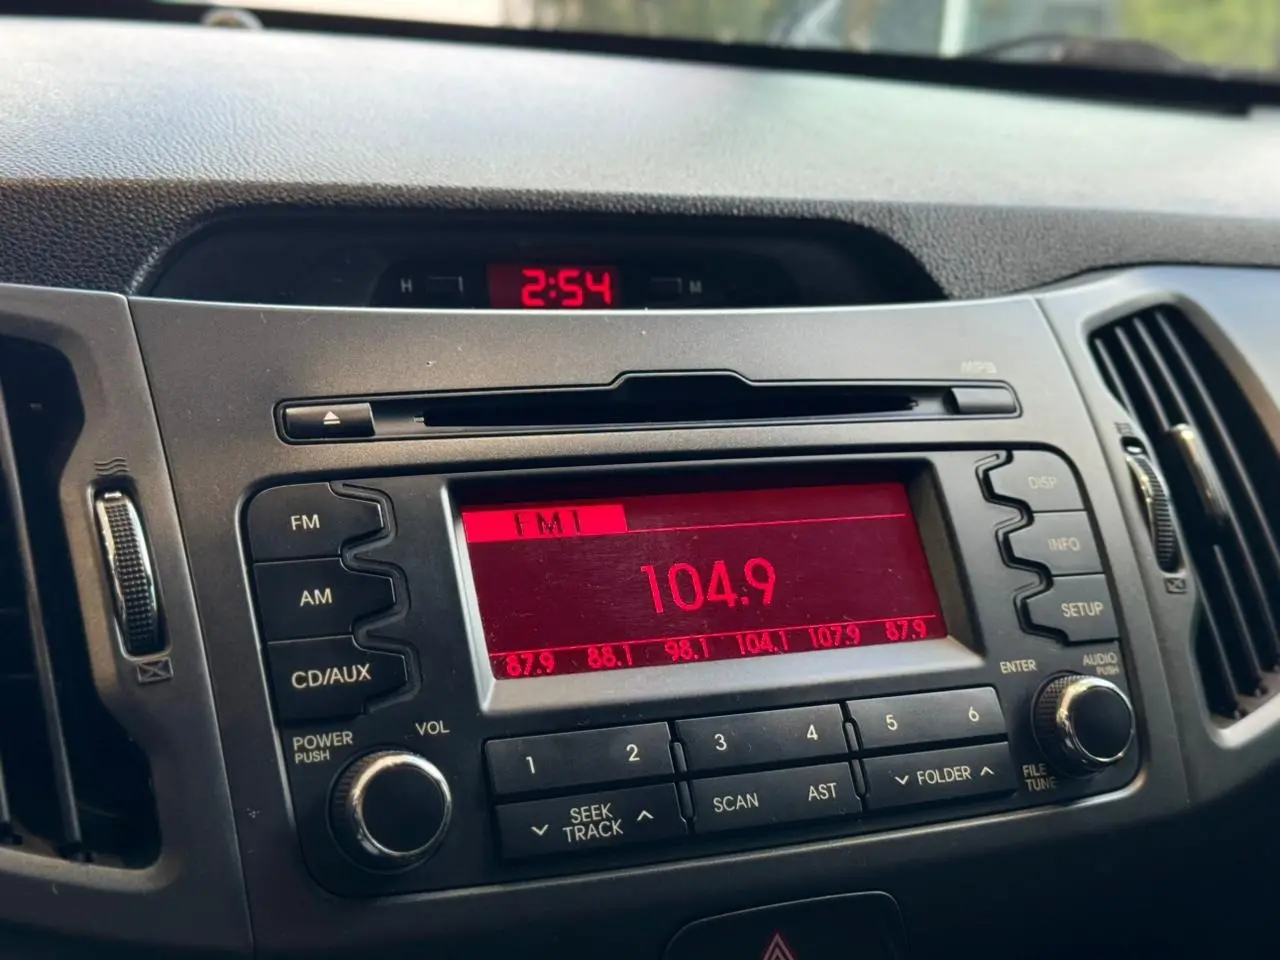 H 2:54 M
MP3
FM
AM
CD/AUX
FM1
104.9
87.9 88.1 98.1 104.1 107.9 87.9
DISP
INFO
SETUP
POWER
PUSH
VOL
ENTER
AUDIO
PUSH
1 2 3 4 5 6
SEEK
TRACK
SCAN AST
FOLDER
FILE
TUNE